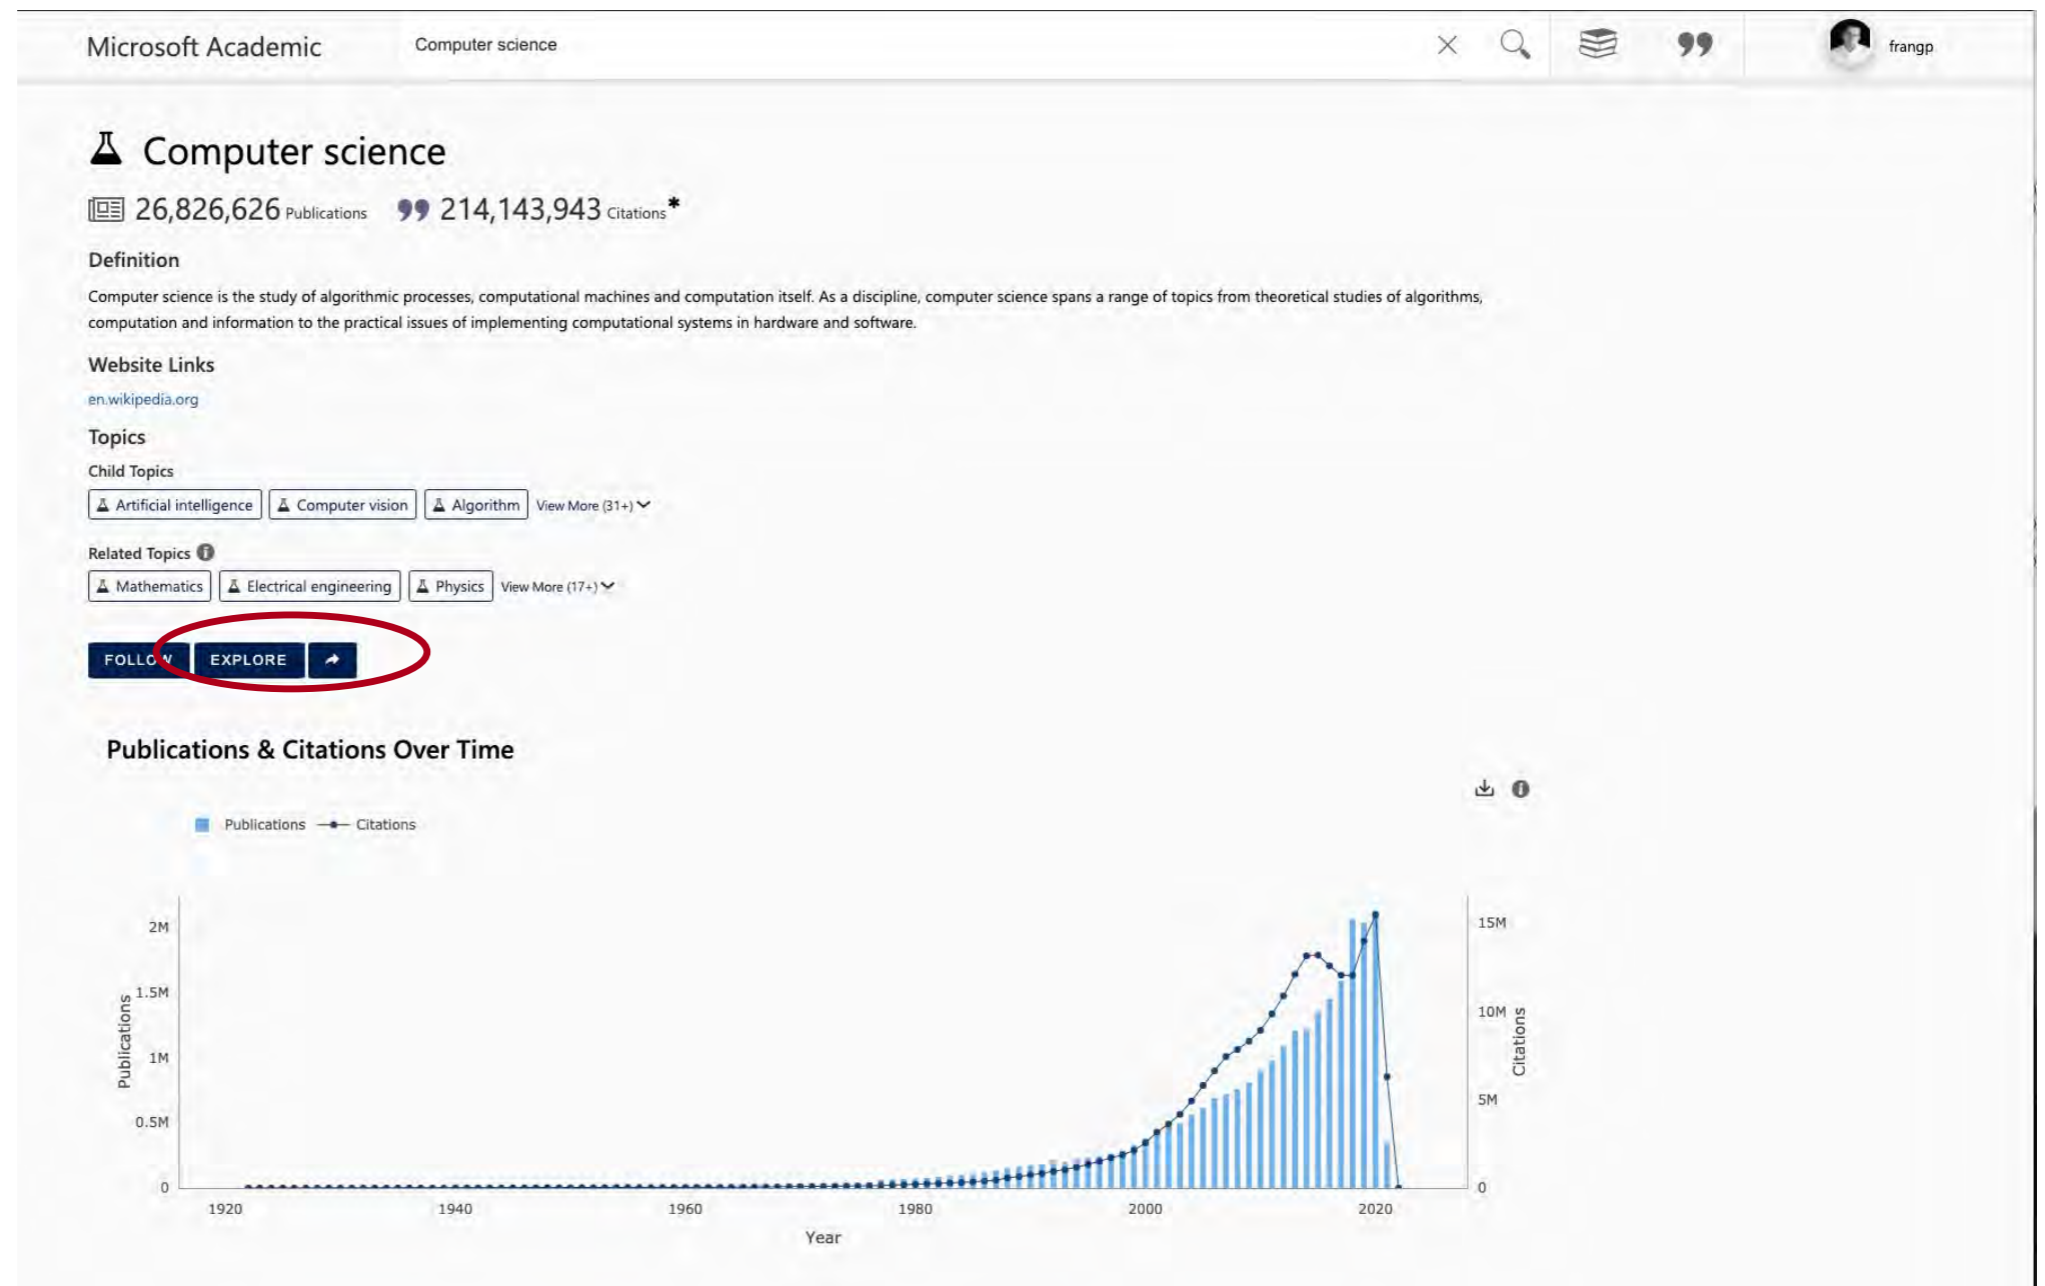 Microsoft Academic Computer science frangp
Computer science
26,826,626 Publications 214,143,943 Citations*
Definition
Computer science is the study of algorithmic processes, computational machines and computation itself. As a discipline, computer science spans a range of topics from theoretical studies of algorithms,
computation and information to the practical issues of implementing computational systems in hardware and software.
Website Links
en.wikipedia.org
Topics
Child Topics
Artificial intelligence Computer vision Algorithm View More (31+)
Related Topics
Mathematics Electrical engineering Physics View More (17+)
FOLLOW EXPLORE
Publications & Citations Over Time
Publications Citations
2M
1.5M
1M
0.5M
0
Publications
15M
10M
5M
0
Citations
1920 1940 1960 1980 2000 2020
Year